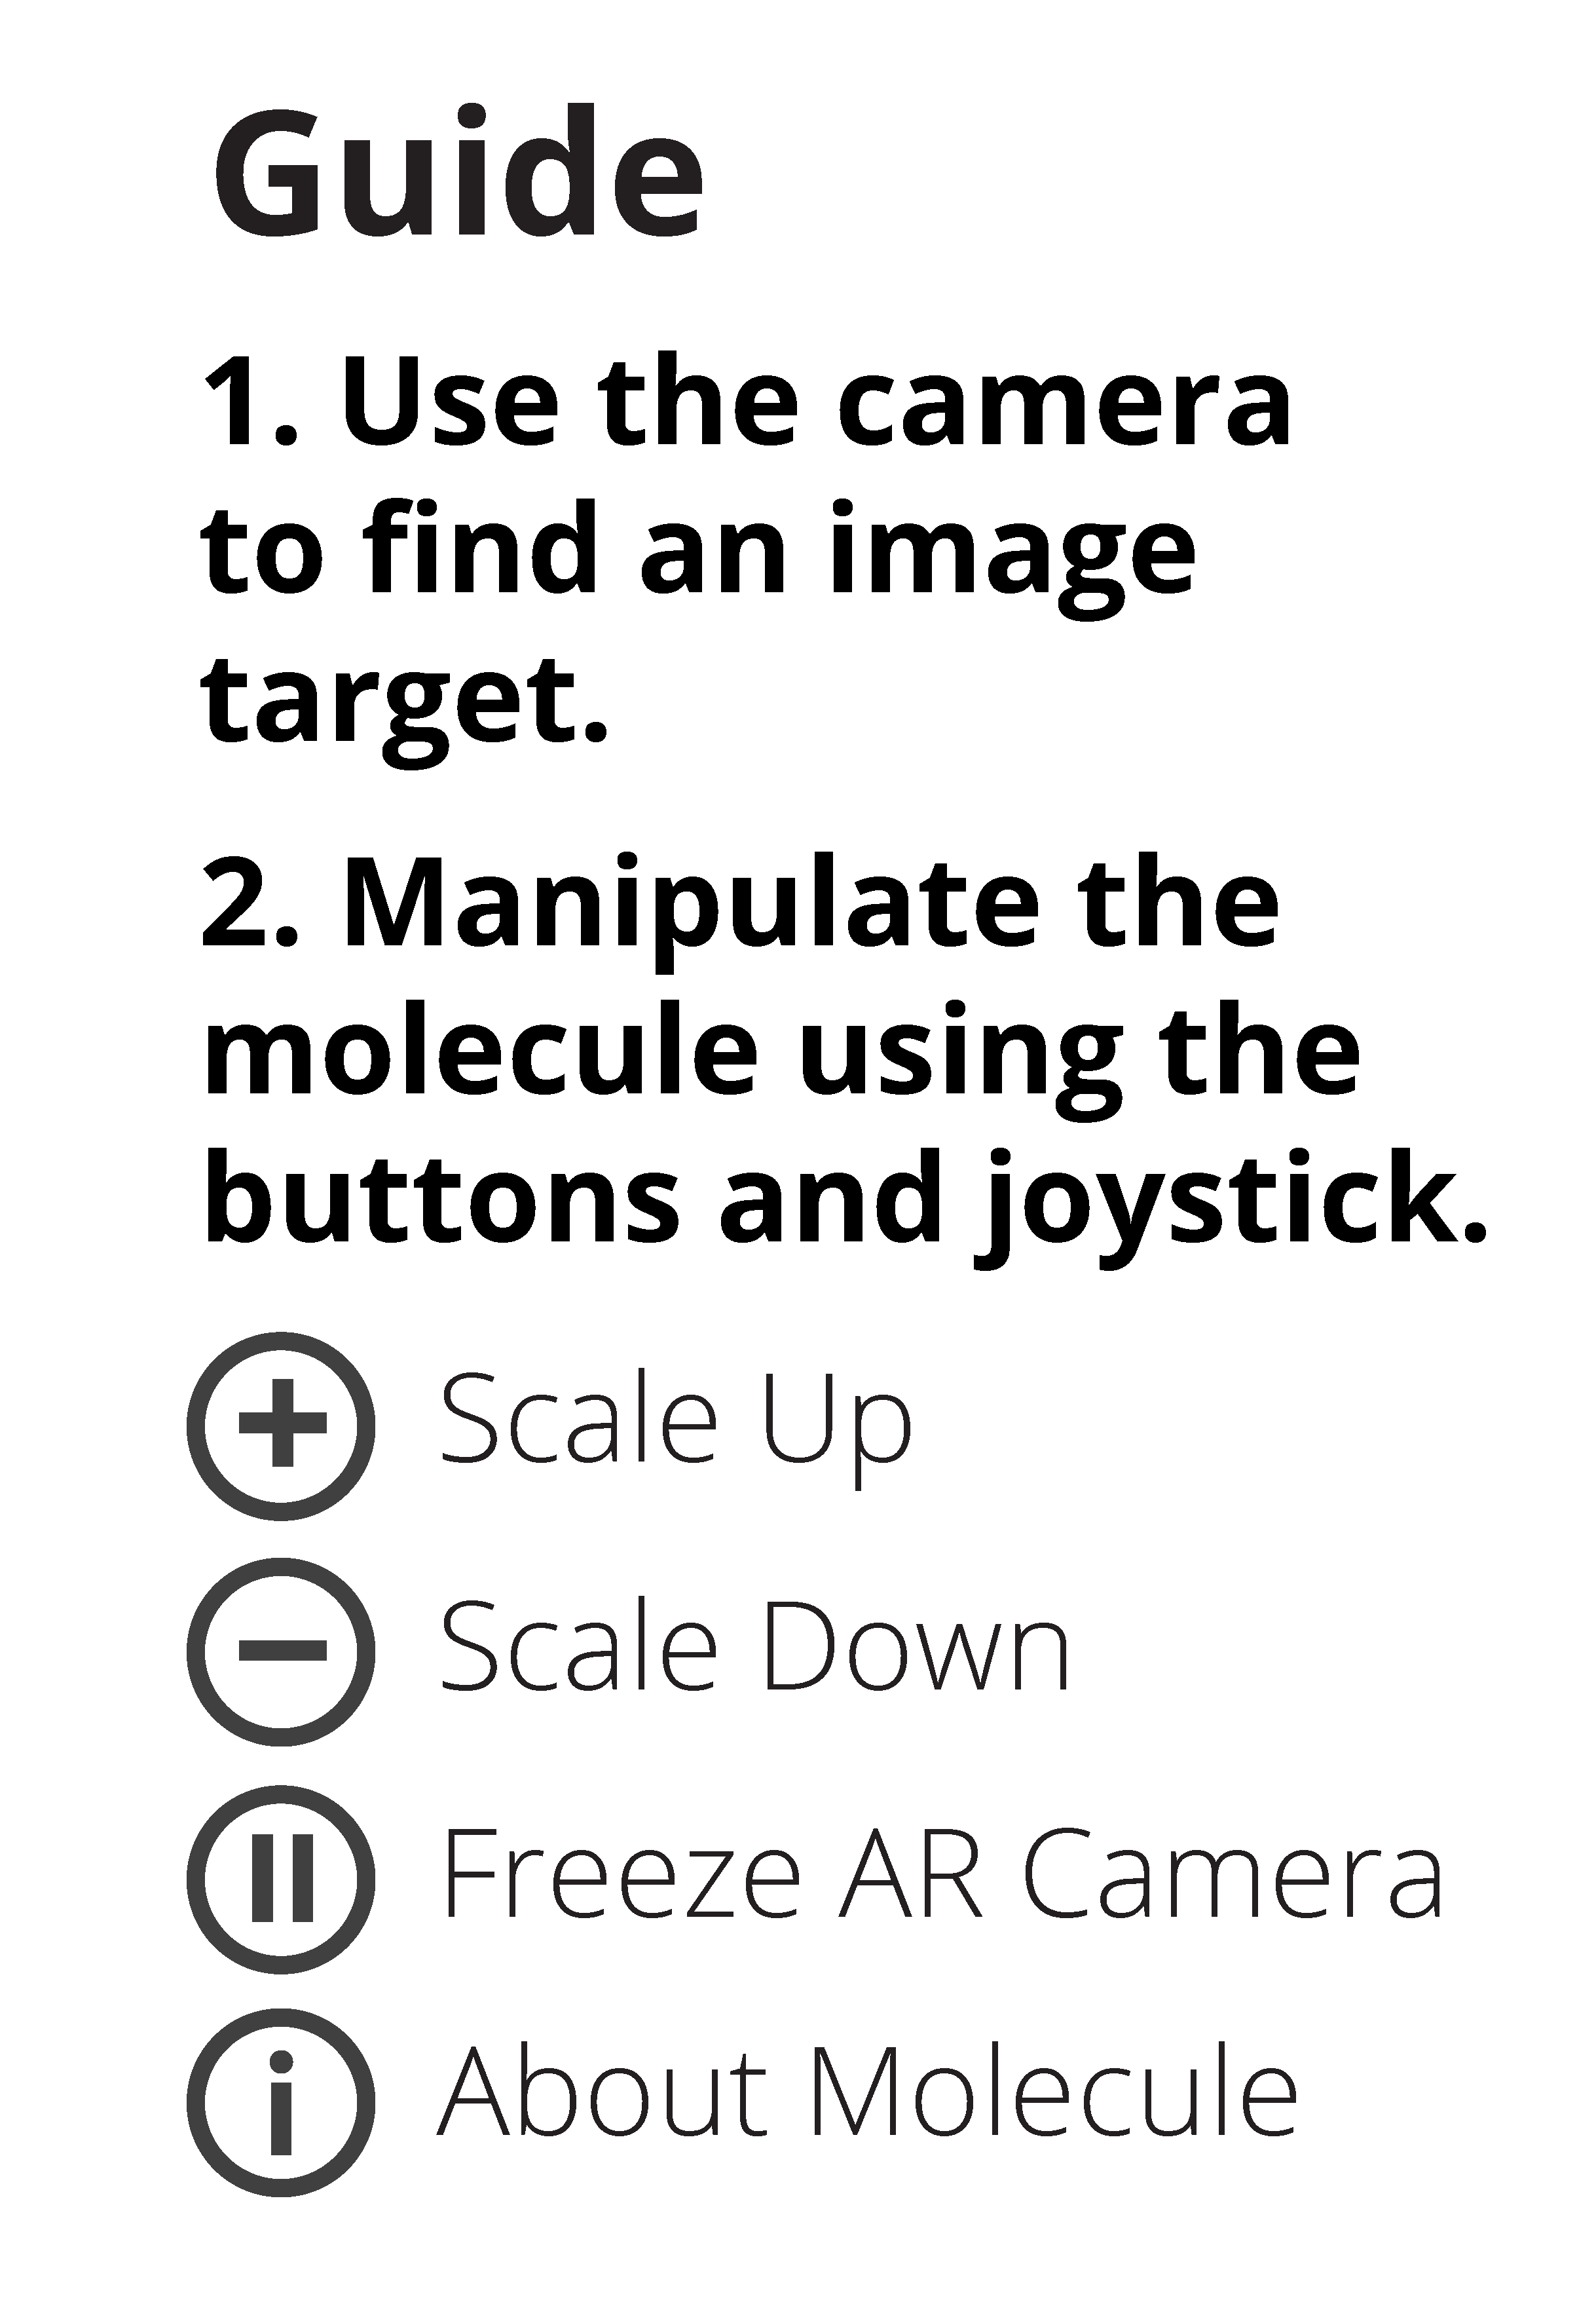 Guide
1. Use the camera
to find an image
target.
2. Manipulate the
molecule using the
buttons and joystick.
+ Scale Up
− Scale Down
Freeze AR Camera
i About Molecule